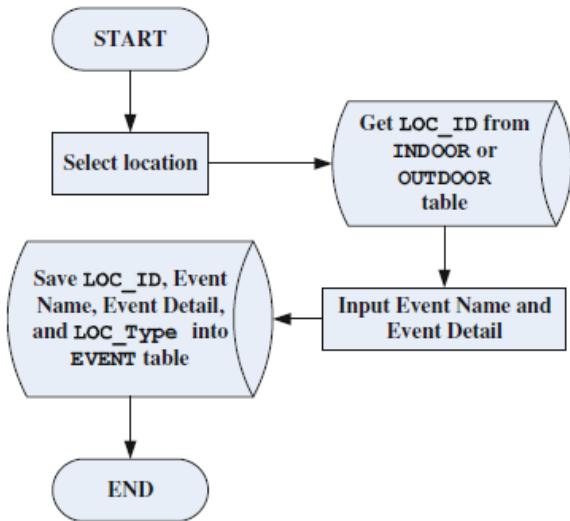 START
Select location
Get LOC_ID from
INDOOR or
OUTDOOR
table
Input Event Name and
Event Detail
Save LOC_ID, Event
Name, Event Detail,
and LOC_Type into
EVENT table
END